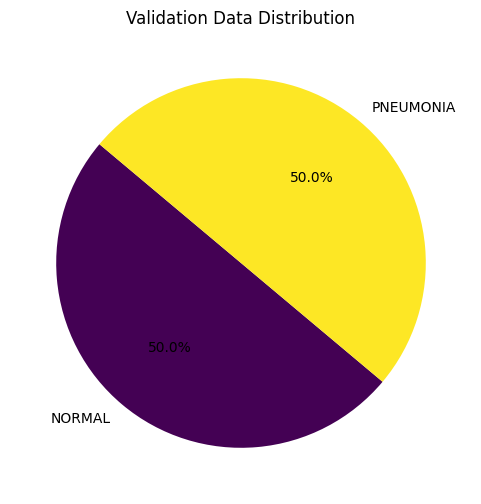 Validation Data Distribution
PNEUMONIA
50.0%
50.0%
NORMAL